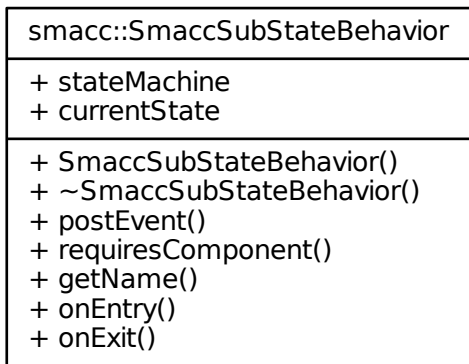 smacc::SmaccSubStateBehavior
+ stateMachine
+ currentState
+ SmaccSubStateBehavior()
+ ~SmaccSubStateBehavior()
+ postEvent()
+ requiresComponent()
+ getName()
+ onEntry()
+ onExit()